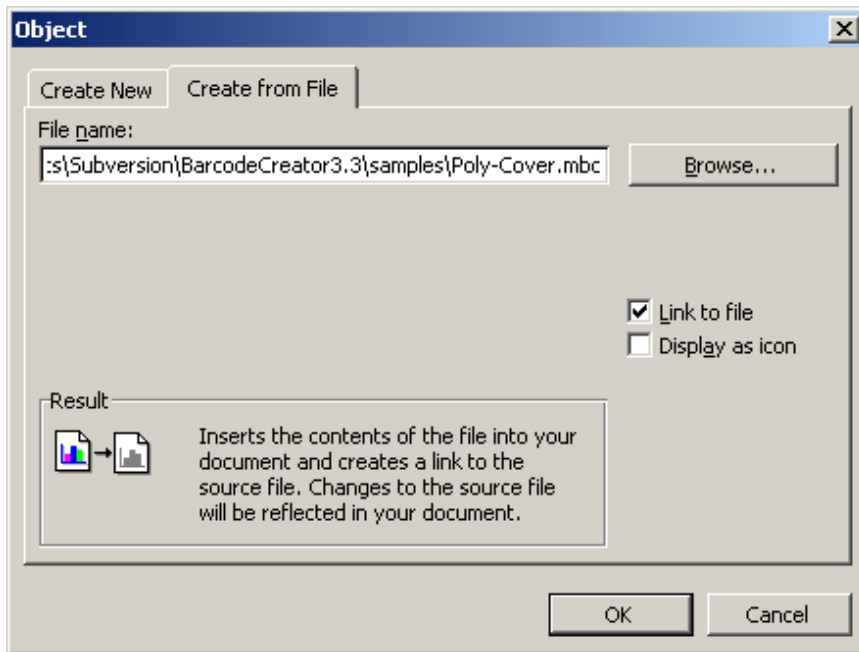 Object
Create New
Create from File
File name:
:s\Subversion\BarcodeCreator3.3\samples\Poly-Cover.mbc
Browse...
Link to file
Display as icon
Result
Inserts the contents of the file into your
document and creates a link to the
source file. Changes to the source file
will be reflected in your document.
OK
Cancel